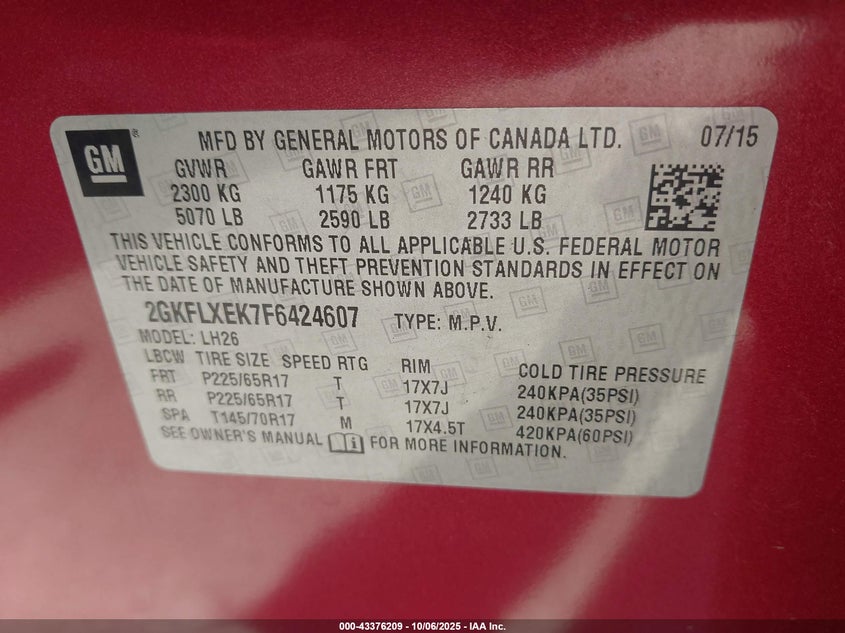 GM ® MFD BY GENERAL MOTORS OF CANADA LTD. 07/15
GVWR GAWR FRT GAWR RR
2300 KG 1175 KG 1240 KG
5070 LB 2590 LB 2733 LB
THIS VEHICLE CONFORMS TO ALL APPLICABLE U.S. FEDERAL MOTOR
VEHICLE SAFETY AND THEFT PREVENTION STANDARDS IN EFFECT ON
THE DATE OF MANUFACTURE SHOWN ABOVE.
2GKFLXEK7F6424607 TYPE: M.P.V.
MODEL: LH26
LBCW TIRE SIZE SPEED RTG RIM COLD TIRE PRESSURE
FRT P225/65R17 T 17X7J 240KPA(35PSI)
RR P225/65R17 T 17X7J 240KPA(35PSI)
SPA T145/70R17 M 17X4.5T 420KPA(60PSI)
SEE OWNER'S MANUAL FOR MORE INFORMATION.
000-43376209 - 10/06/2025 - IAA Inc.